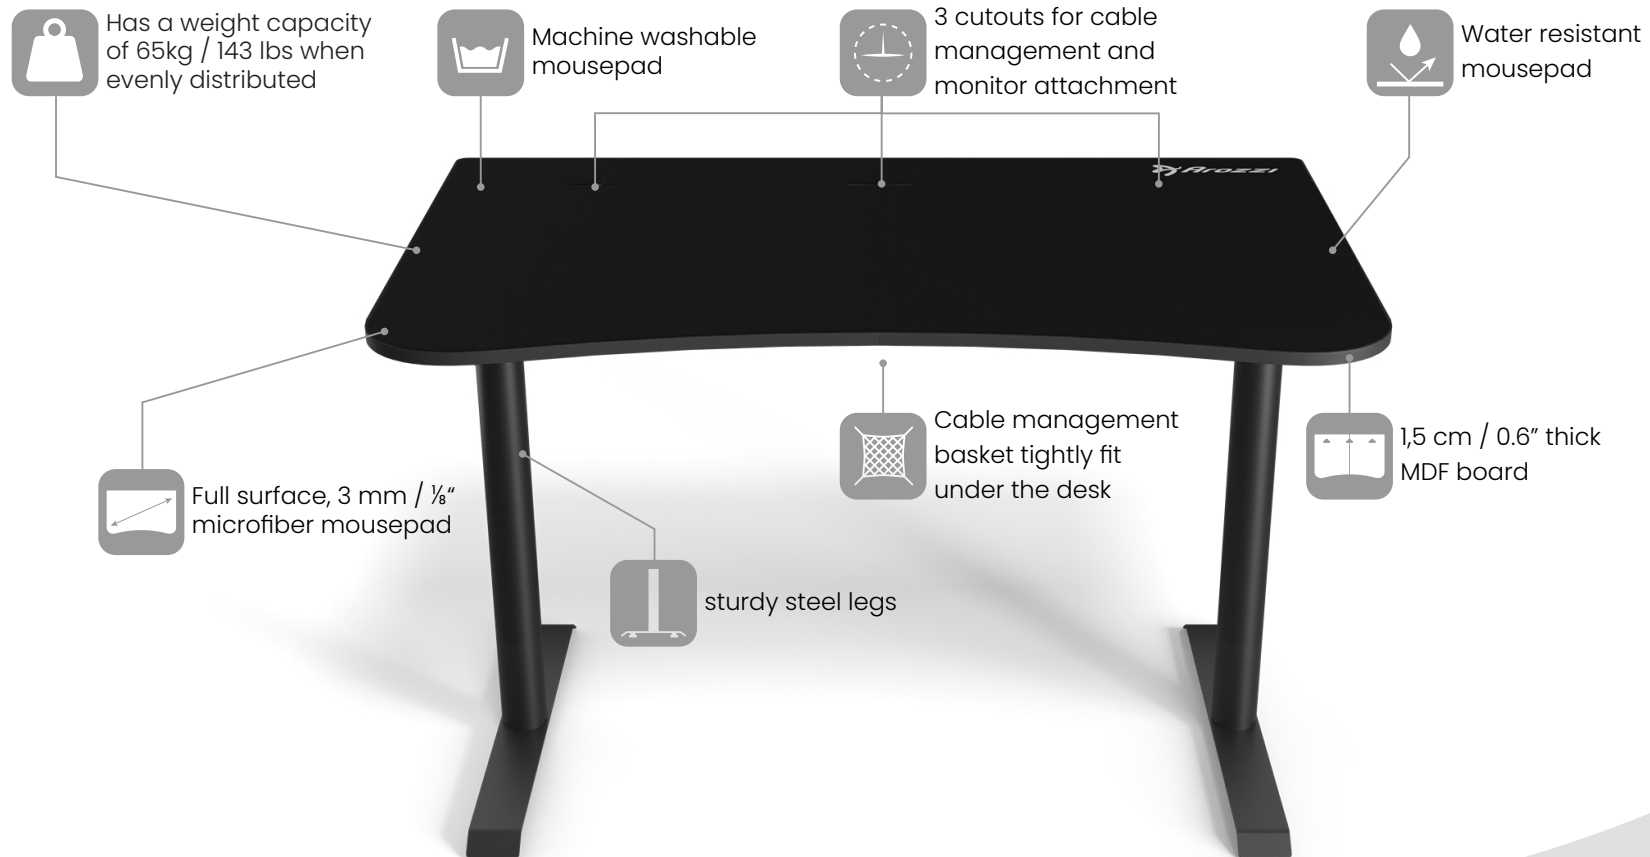 Has a weight capacity
of 65kg / 143 lbs when
evenly distributed
Machine washable
mousepad
3 cutouts for cable
management and
monitor attachment
Water resistant
mousepad
Arozzi
Full surface, 3 mm / ⅛“
microfiber mousepad
sturdy steel legs
Cable management
basket tightly fit
under the desk
1,5 cm / 0.6” thick
MDF board